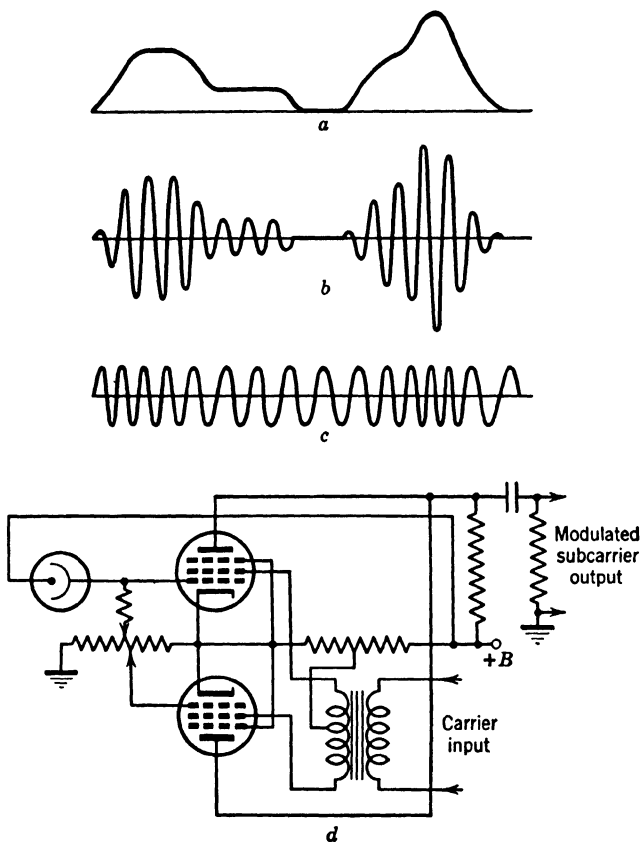 a
b
c
Modulated
subcarrier
output
+B
Carrier
input
d